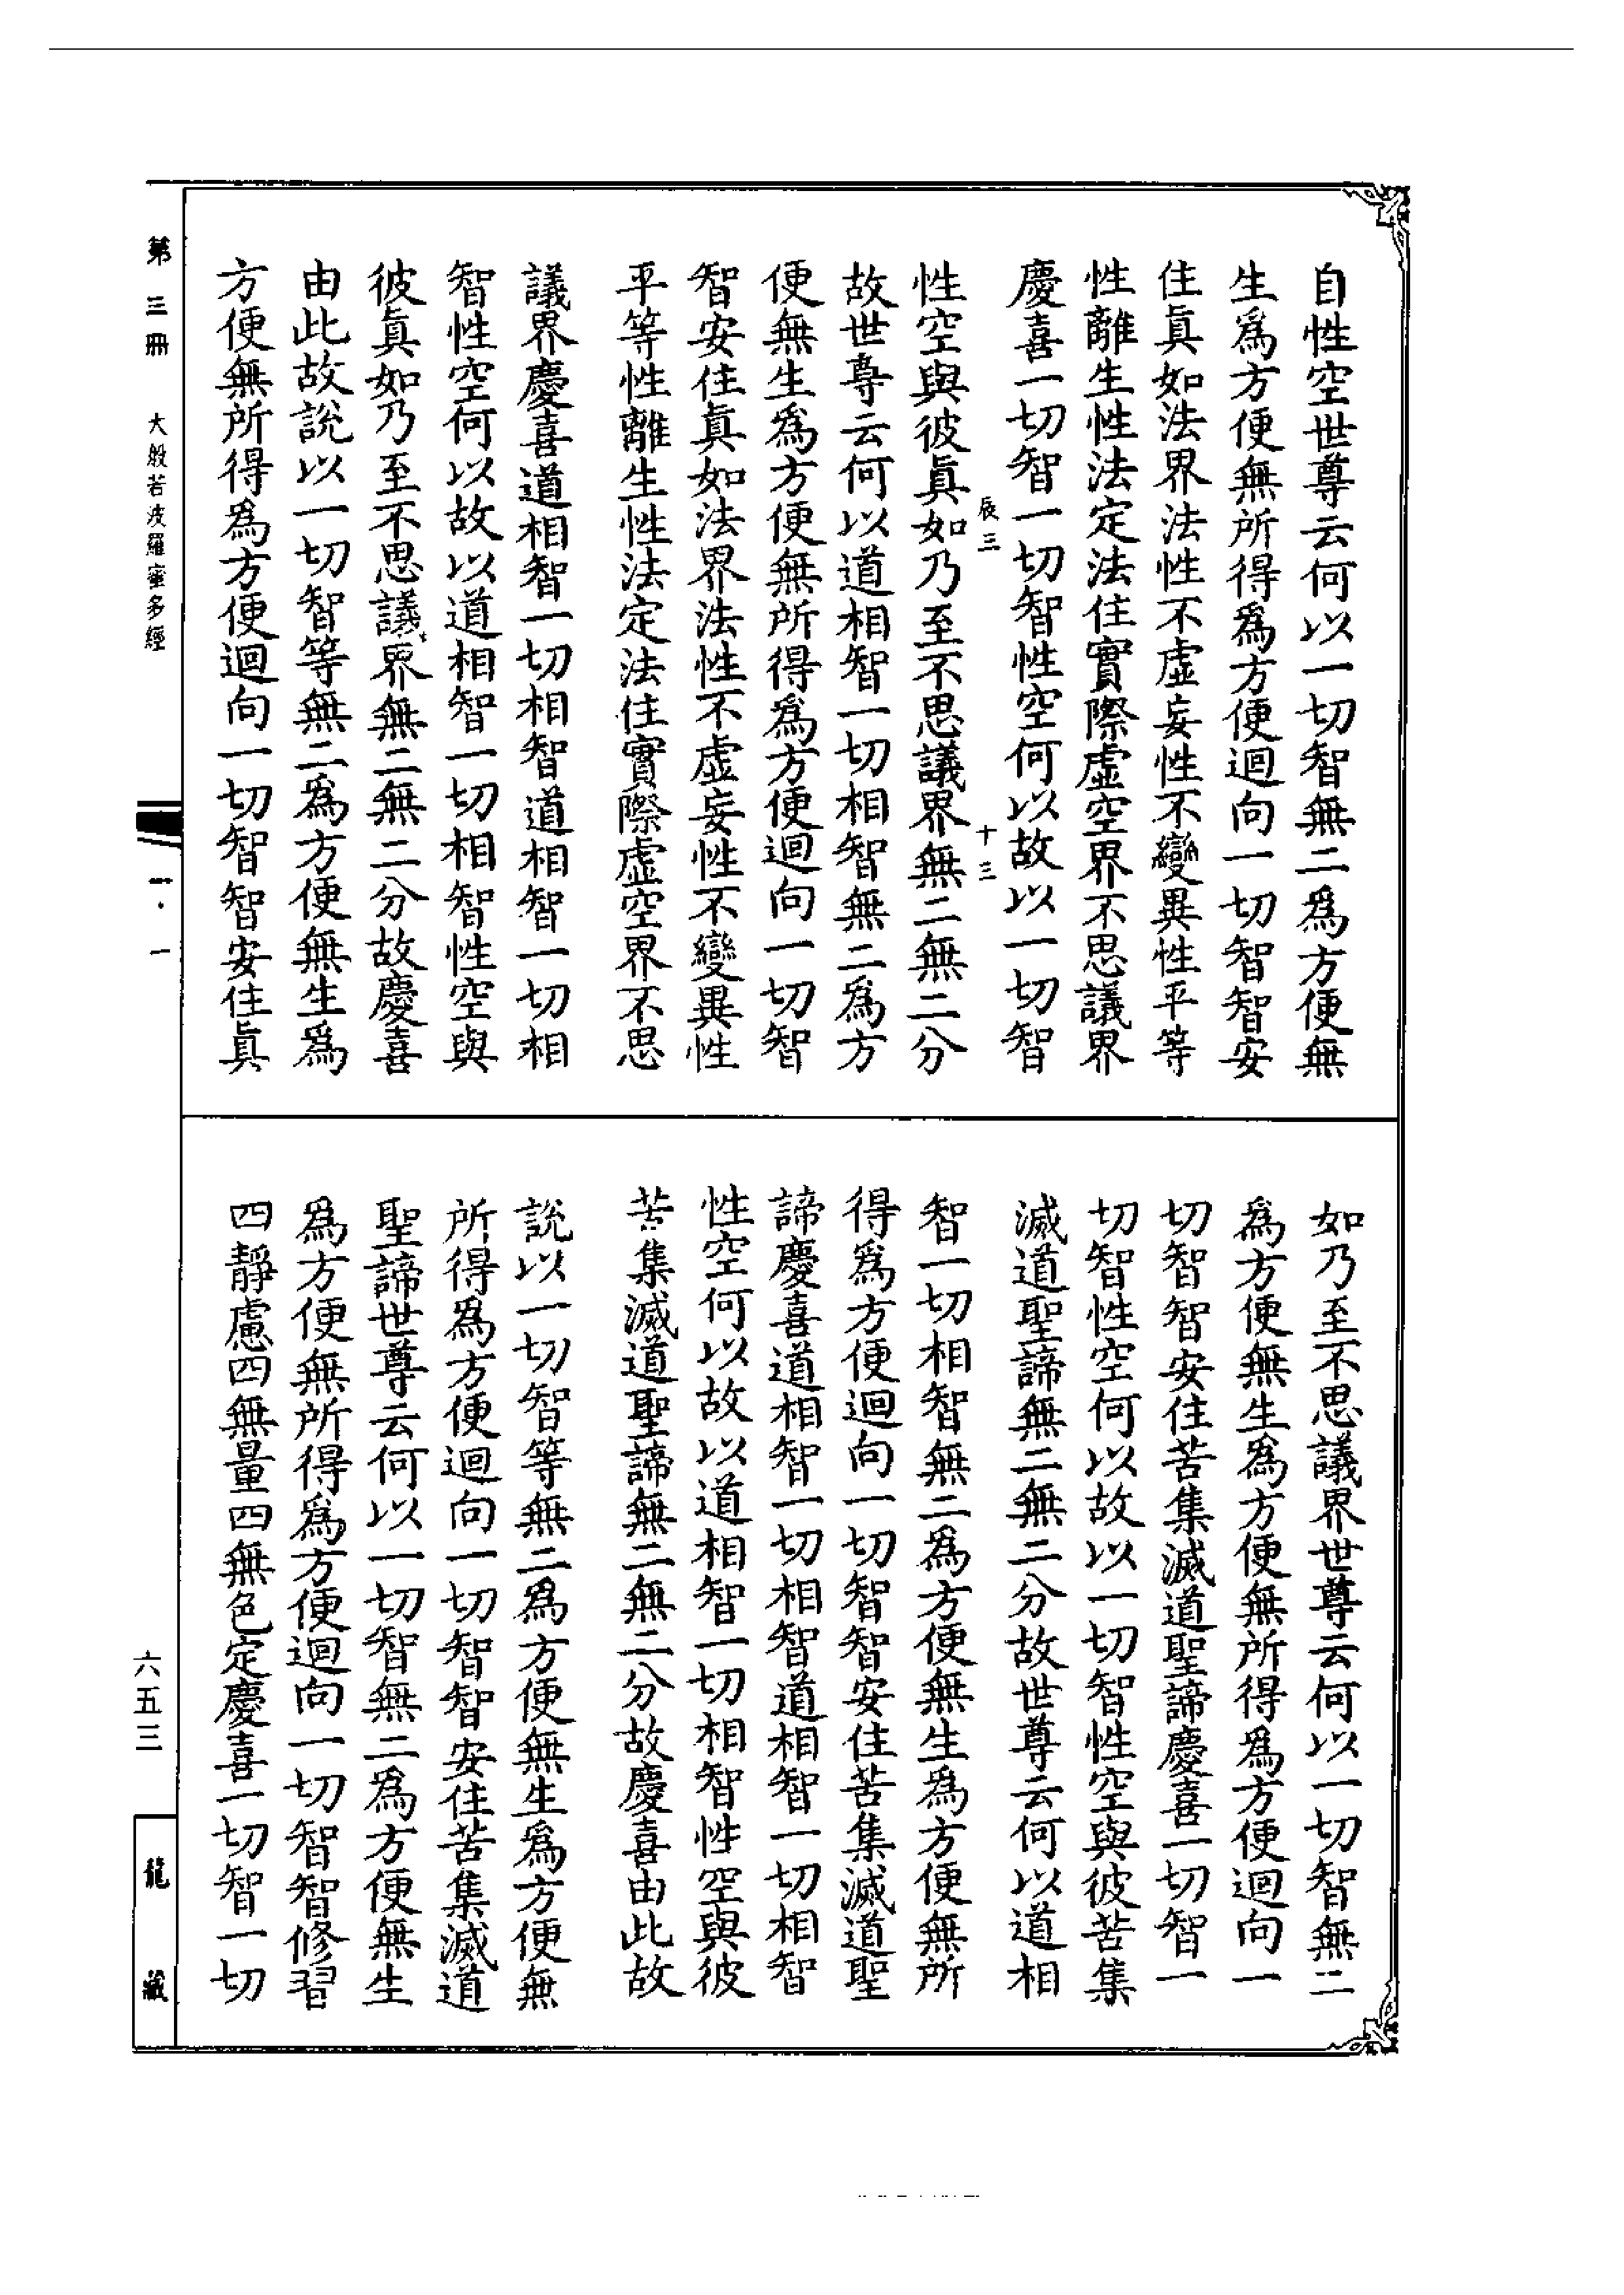 自性空世尊云何以一切智無二爲方便無
生爲方便無所得爲方便迴向一切智智安
住眞如法界法性不虛妄性不變異性平等
性離生性法定法住實際虛空界不思議界
慶喜一切智一切智性空何以故以一切智
辰三
十三
性空與彼眞如乃至不思議界無二無二分
故世尊云何以道相智一切相智無二爲方
便無生爲方便無所得爲方便迴向一切智
智安住眞如法界法性不虛妄性不變異性
平等性離生性法定法住實際虛空界不思
議界慶喜道相智一切相智道相智一切相
智性空何以故以道相智一切相智性空與
彼眞如乃至不思議界無二無二分故慶喜
由此故說以一切智等無二爲方便無生爲
方便無所得爲方便迴向一切智智安住眞
如乃至不思議界世尊云何以一切智無二
爲方便無生爲方便無所得爲方便迴向一
切智智安住苦集滅道聖諦慶喜一切智一
切智性空何以故以一切智性空與彼苦集
滅道聖諦無二無二分故世尊云何以道相
智一切相智無二爲方便無生爲方便無所
得爲方便迴向一切智智安住苦集滅道聖
諦慶喜道相智一切相智道相智一切相智
性空何以故以道相智一切相智性空與彼
苦集滅道聖諦無二無二分故慶喜由此故
說以一切智等無二爲方便無生爲方便無
所得爲方便迴向一切智智安住苦集滅道
聖諦世尊云何以一切智無二爲方便無生
爲方便無所得爲方便迴向一切智智修習
四靜慮四無量四無色定慶喜一切智一切
第三冊
大般若波羅蜜多經
一・一
六五三
龍藏